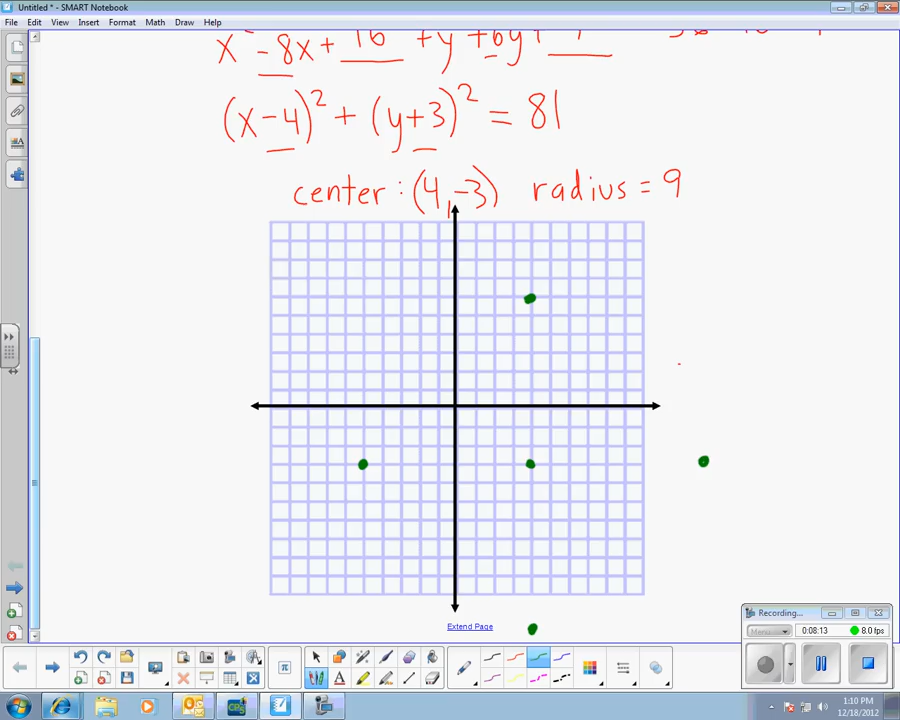 Untitled * - SMART Notebook
File Edit View Insert Format Math Draw Help
(x-4)² + (y+3)² = 81
center : (4,-3) radius = 9
Extend Page
Recording...
Menu 0:08:13 8.0 fps
1:10 PM
12/18/2012